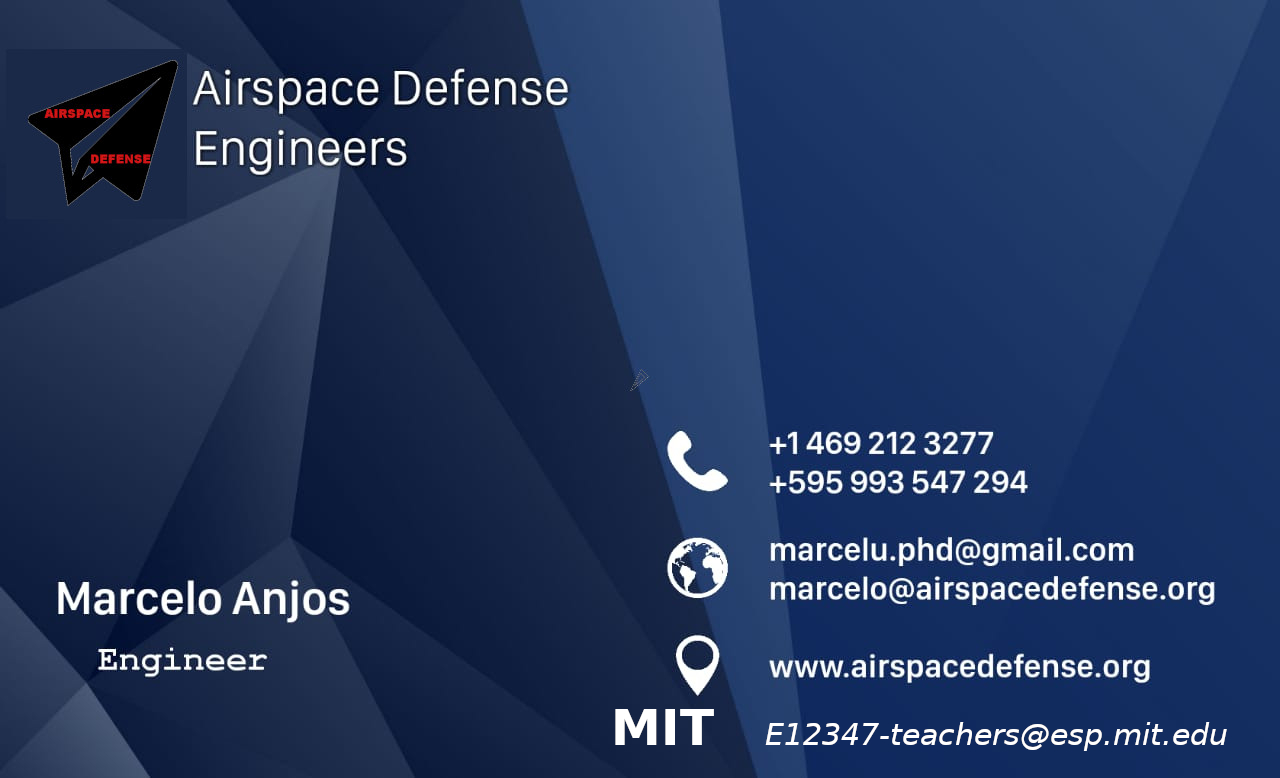 AIRSPACE
DEFENSE
Airspace Defense
Engineers
Marcelo Anjos
Engineer
+1 469 212 3277
+595 993 547 294
marcelu.phd@gmail.com
marcelo@airspacedefense.org
www.airspacedefense.org
MIT
E12347-teachers@esp.mit.edu